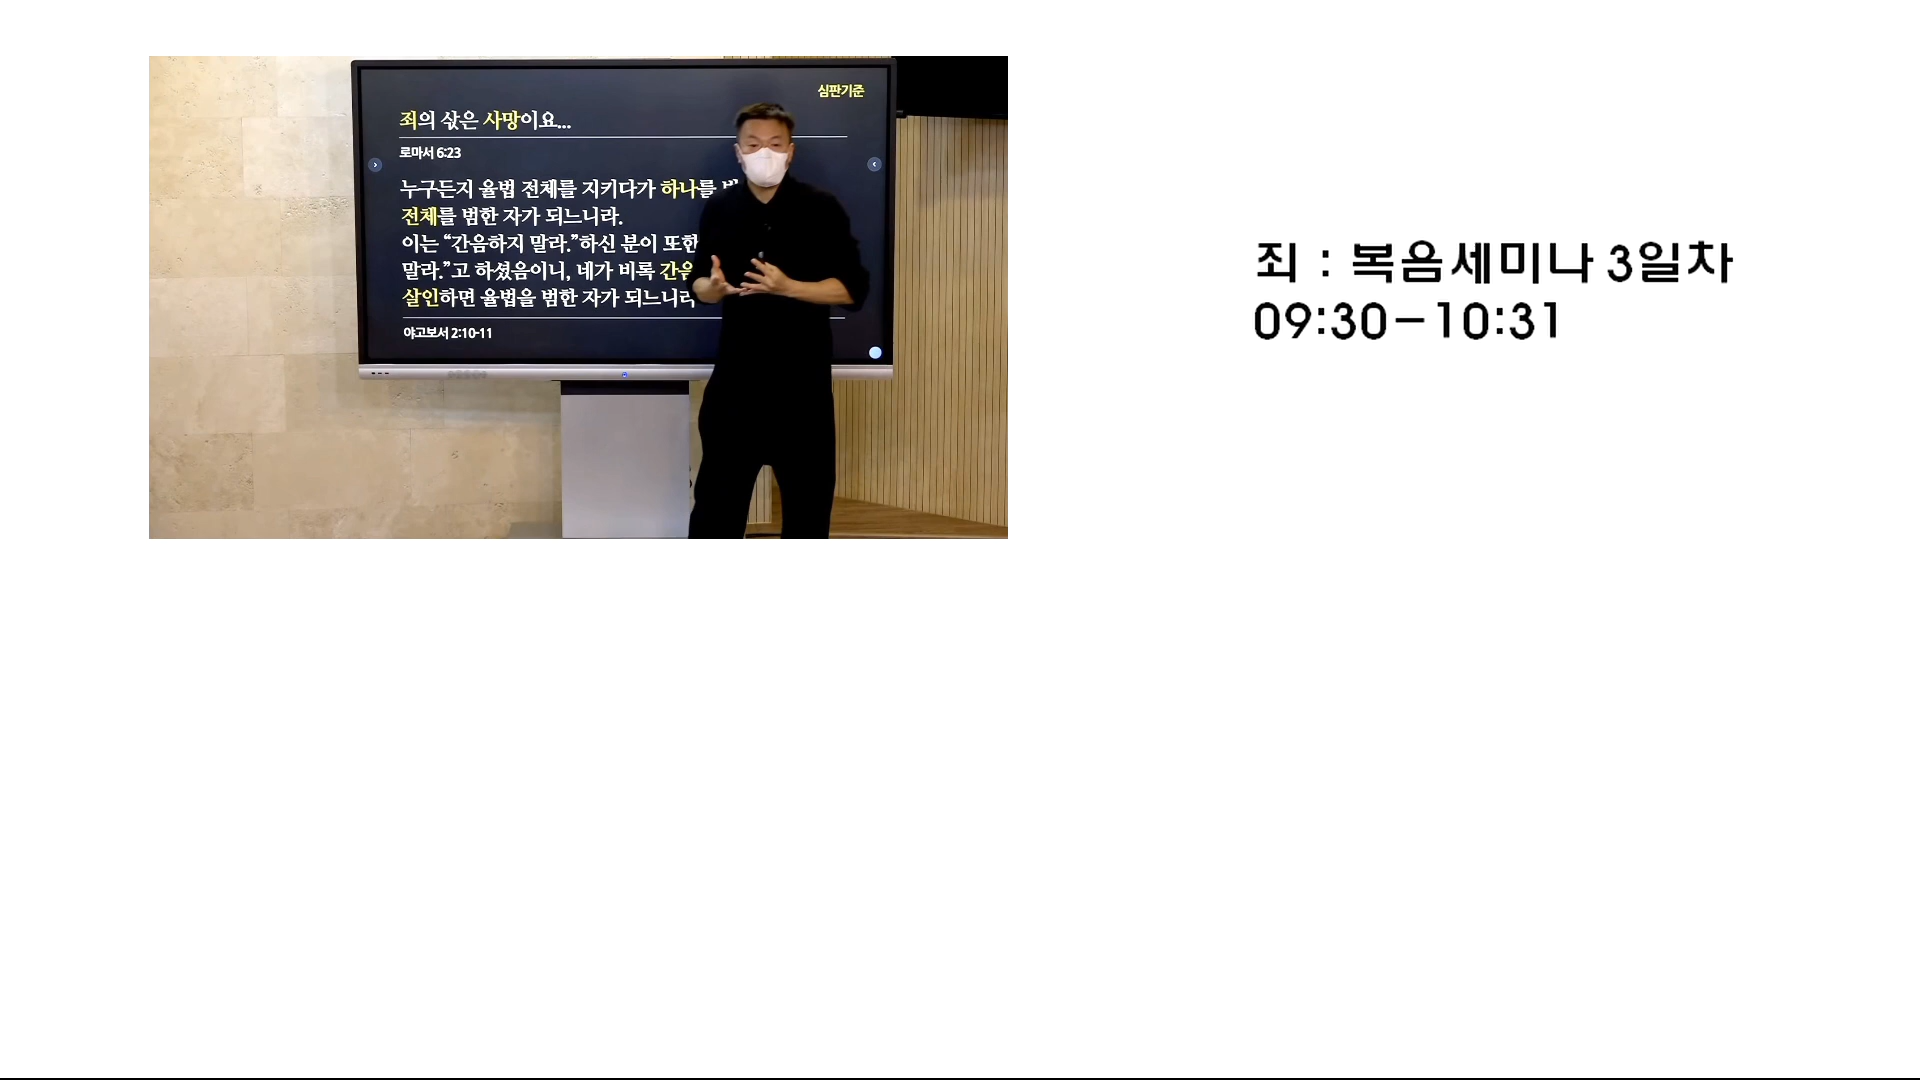 심판기준
죄의 삯은 사망이요...
로마서 6:23
누구든지 율법 전체를 지키다가 하나를
전체를 범한 자가 되느니라.
이는 “간음하지 말라.”하신 분이 또한
말라.”고 하셨음이니, 네가 비록
살인하면 율법을 범한 자가 되느니라
야고보서 2:10-11
죄 : 복음세미나 3일차
09:30-10:31